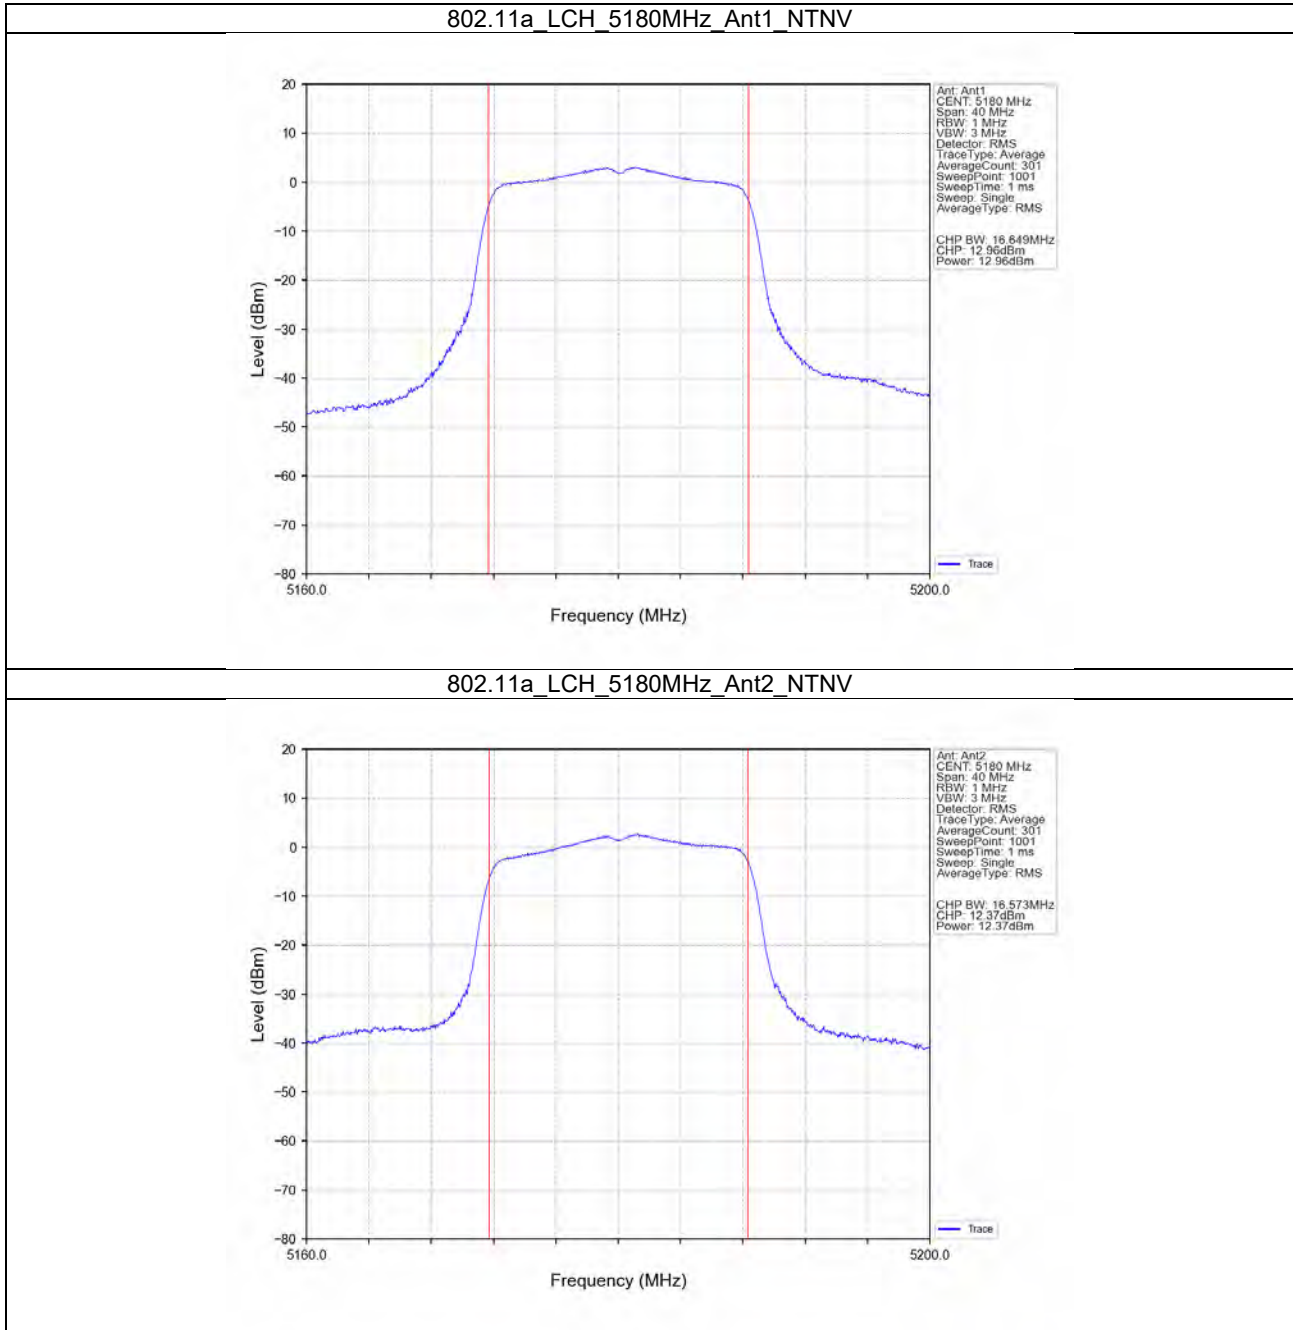 802.11a_LCH_5180MHz_Ant1_NTNV
20
10
0
−10
−20
−30
−40
−50
−60
−70
−80
Level (dBm)
5160.0
5200.0
Frequency (MHz)
Ant: Ant1
CENT: 5180 MHz
Span: 40 MHz
RBW: 1 MHz
VBW: 3 MHz
Detector: RMS
TraceType: Average
AverageCount: 301
SweepPoint: 1001
SweepTime: 1 ms
Sweep: Single
AverageType: RMS
CHP BW: 16.649MHz
CHP: 12.96dBm
Power: 12.96dBm
Trace
802.11a_LCH_5180MHz_Ant2_NTNV
20
10
0
−10
−20
−30
−40
−50
−60
−70
−80
Level (dBm)
5160.0
5200.0
Frequency (MHz)
Ant: Ant2
CENT: 5180 MHz
Span: 40 MHz
RBW: 1 MHz
VBW: 3 MHz
Detector: RMS
TraceType: Average
AverageCount: 301
SweepPoint: 1001
SweepTime: 1 ms
Sweep: Single
AverageType: RMS
CHP BW: 16.573MHz
CHP: 12.37dBm
Power: 12.37dBm
Trace